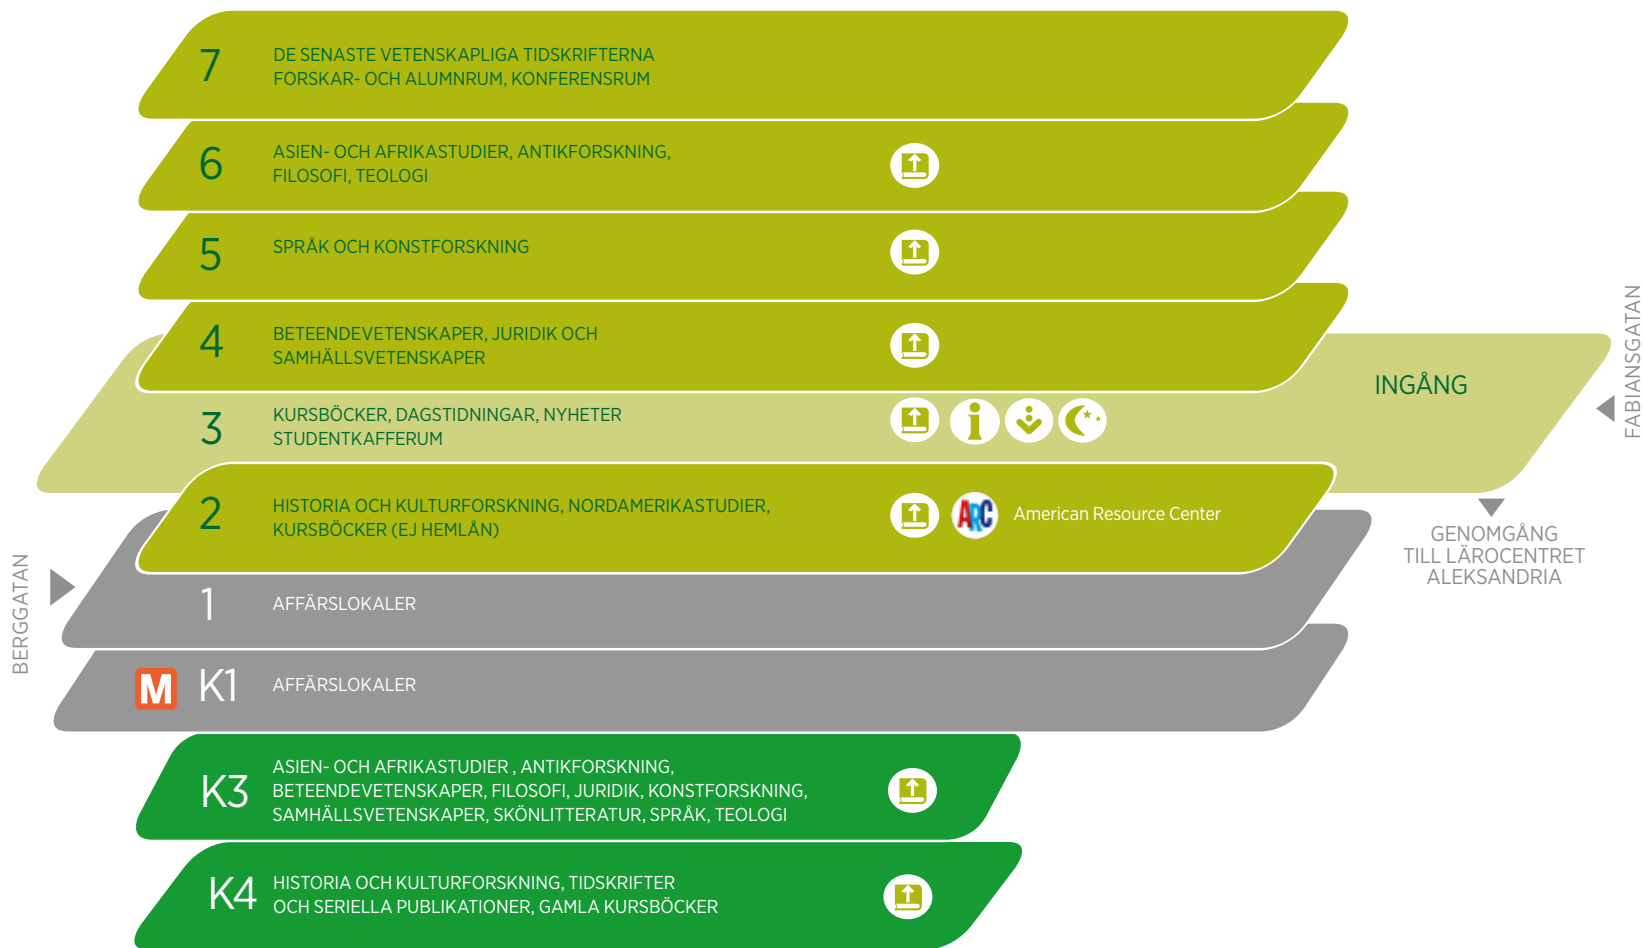 7
DE SENASTE VETENSKAPLIGA TIDSKRIFTERNA
FORSKAR- OCH ALUMNRUM, KONFERENSRUM
6
ASIEN- OCH AFRIKASTUDIER, ANTIKFORSKNING,
FILOSOFI, TEOLOGI
5
SPRÅK OCH KONSTFORSKNING
4
BETEENDEVETENSKAPER, JURIDIK OCH
SAMHÄLLSVETENSKAPER
INGÅNG
FABIANSGATAN
3
KURSBÖCKER, DAGSTIDNINGAR, NYHETER
STUDENTKAFFERUM
i
2
HISTORIA OCH KULTURFORSKNING, NORDAMERIKASTUDIER,
KURSBÖCKER (EJ HEMLÅN)
ARC
American Resource Center
GENOMGÅNG
TILL LÄROCENTRET
ALEKSANDRIA
BERGGATAN
1
AFFÄRSLOKALER
M
K1
AFFÄRSLOKALER
K3
ASIEN- OCH AFRIKASTUDIER , ANTIKFORSKNING,
BETEENDEVETENSKAPER, FILOSOFI, JURIDIK, KONSTFORSKNING,
SAMHÄLLSVETENSKAPER, SKÖNLITTERATUR, SPRÅK, TEOLOGI
K4
HISTORIA OCH KULTURFORSKNING, TIDSKRIFTER
OCH SERIELLA PUBLIKATIONER, GAMLA KURSBÖCKER